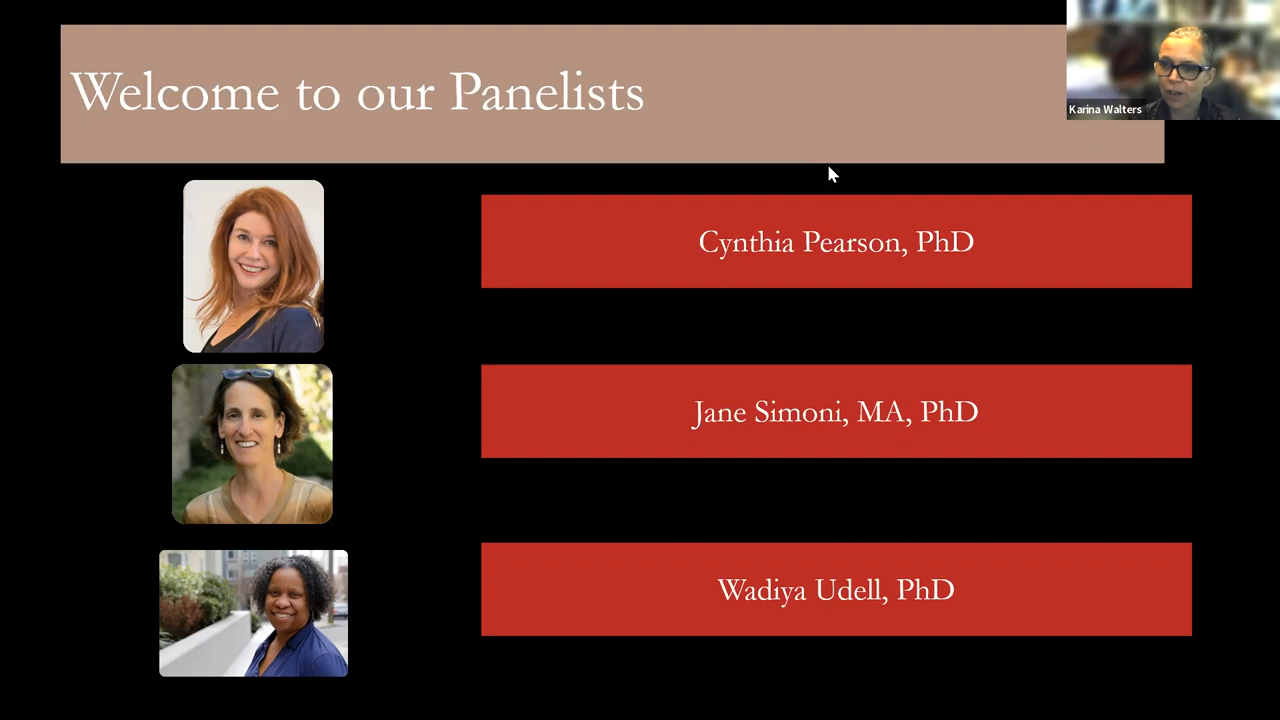 Welcome to our Panelists
Karina Walters
Cynthia Pearson, PhD
Jane Simoni, MA, PhD
Wadiya Udell, PhD